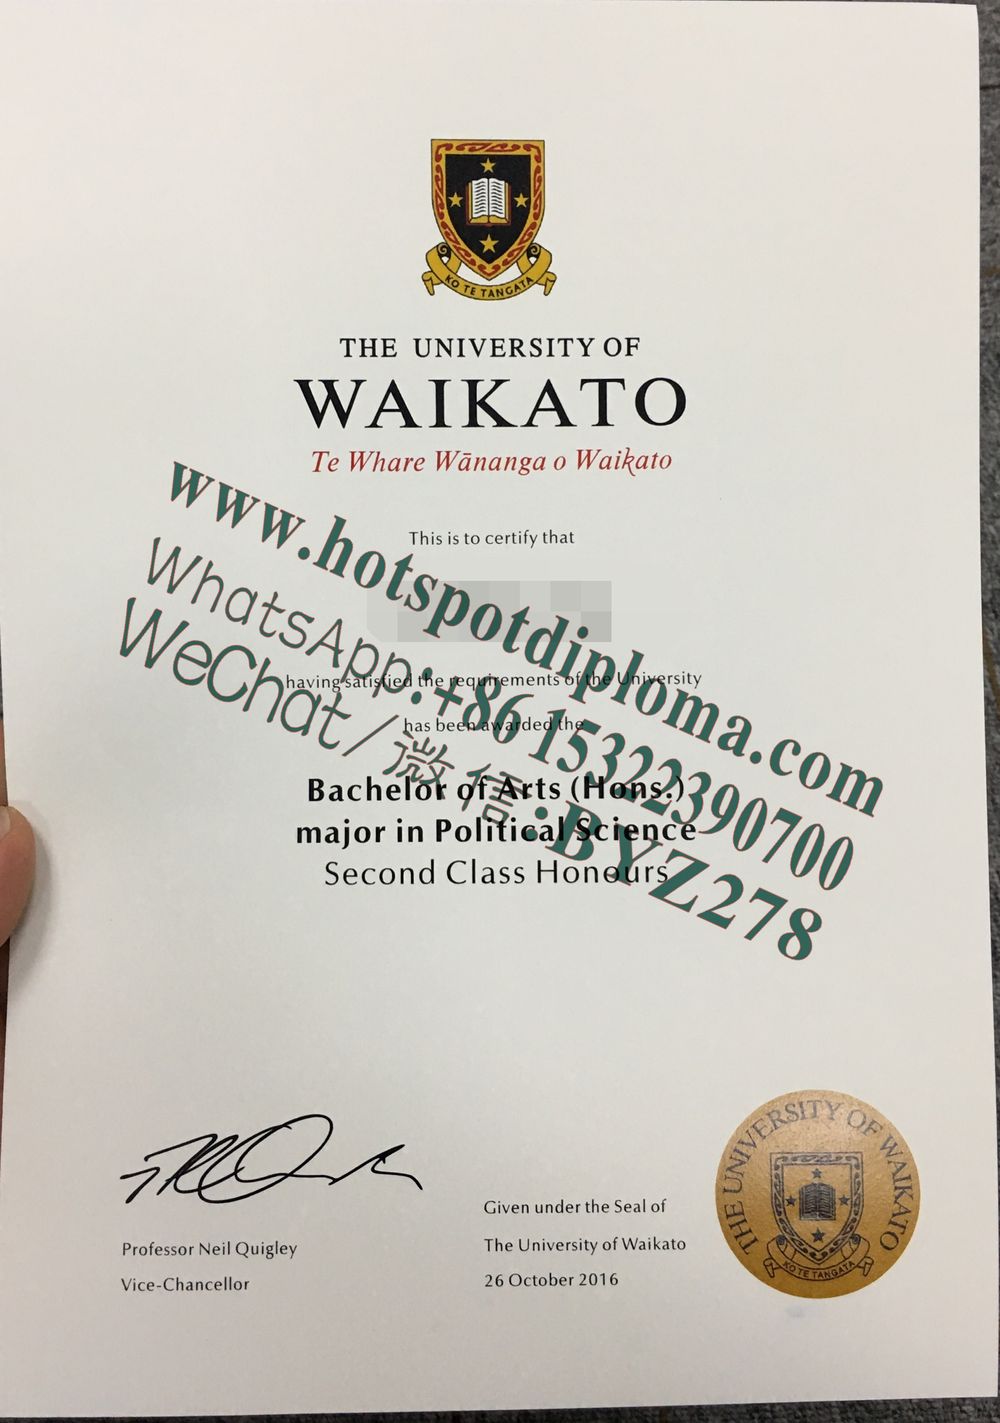 KO TE TANGATA
THE UNIVERSITY OF
WAIKATO
Te Whare Wānanga o Waikato
www.hotspotdiploma.com
WhatsApp:+86 15322390700
WeChat/微信:BYZ278
This is to certify that
having satisfied the requirements of the University
has been awarded the
Bachelor of Arts (Hons.)
major in Political Science
Second Class Honours
Professor Neil Quigley
Vice-Chancellor
Given under the Seal of
The University of Waikato
26 October 2016
THE UNIVERSITY OF WAIKATO
KO TE TANGATA